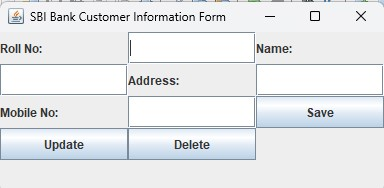 SBI Bank Customer Information Form
Roll No: Name:
Address:
Mobile No: Save
Update Delete